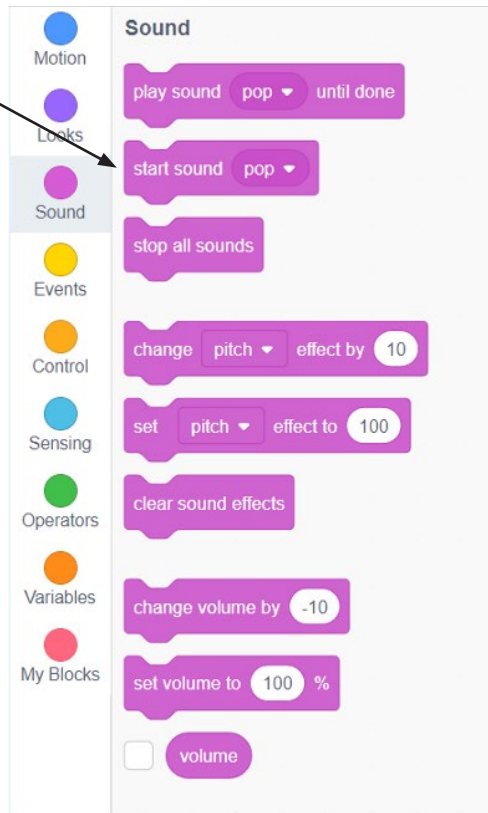 Motion
Looks
Sound
Events
Control
Sensing
Operators
Variables
My Blocks
Sound
play sound pop until done
start sound pop
stop all sounds
change pitch effect by 10
set pitch effect to 100
clear sound effects
change volume by -10
set volume to 100 %
volume